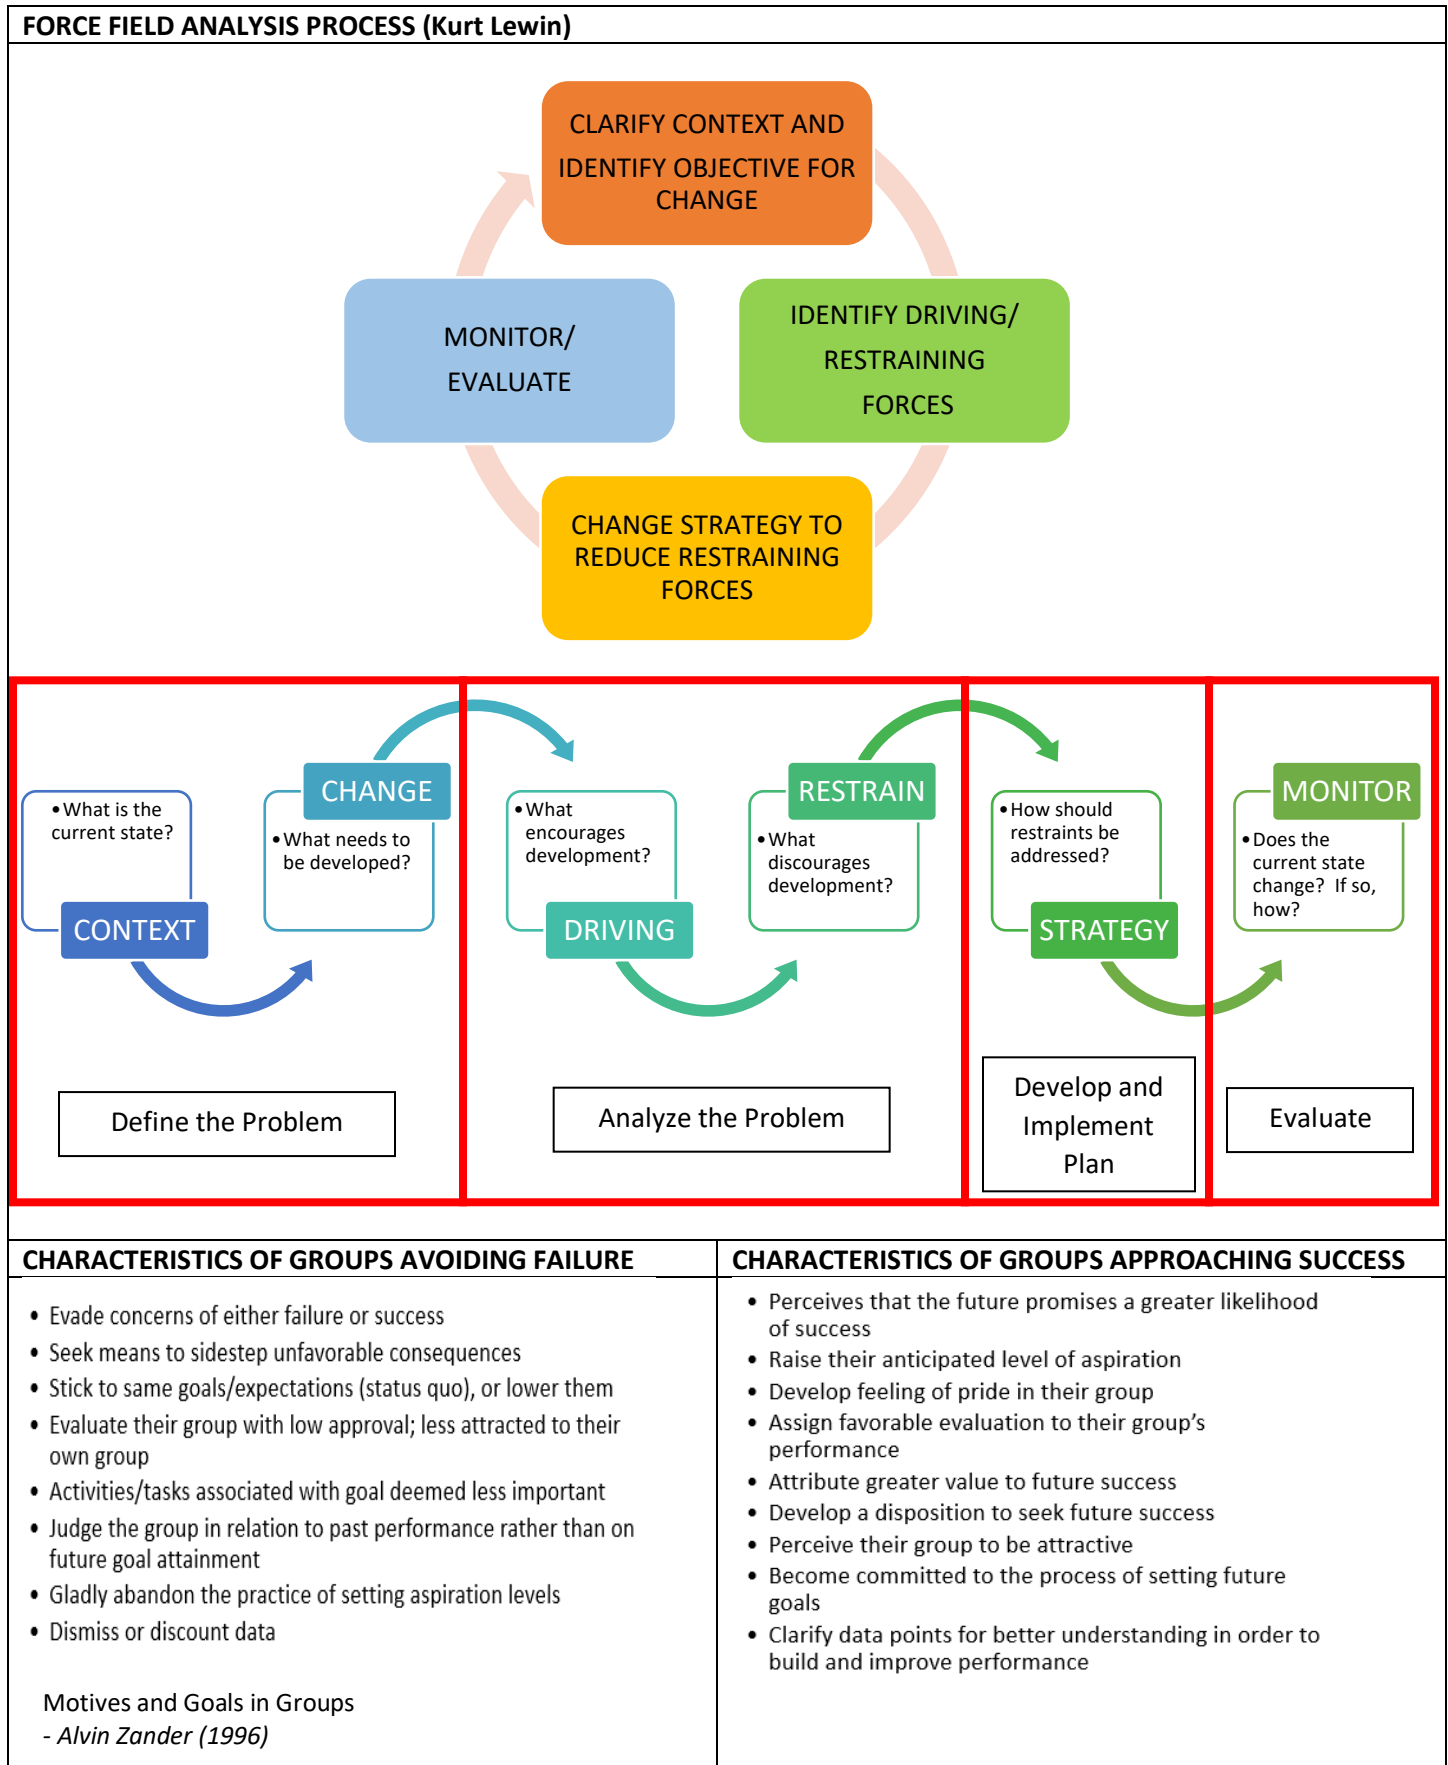 FORCE FIELD ANALYSIS PROCESS (Kurt Lewin)
CLARIFY CONTEXT AND
IDENTIFY OBJECTIVE FOR
CHANGE
MONITOR/
EVALUATE
IDENTIFY DRIVING/
RESTRAINING
FORCES
CHANGE STRATEGY TO
REDUCE RESTRAINING
FORCES
•What is the
current state?
CONTEXT
CHANGE
•What needs to
be developed?
•What
encourages
development?
DRIVING
RESTRAIN
•What
discourages
development?
•How should
restraints be
addressed?
STRATEGY
MONITOR
•Does the
current state
change? If so,
how?
Define the Problem
Analyze the Problem
Develop and
Implement
Plan
Evaluate
CHARACTERISTICS OF GROUPS AVOIDING FAILURE
• Evade concerns of either failure or success
• Seek means to sidestep unfavorable consequences
• Stick to same goals/expectations (status quo), or lower them
• Evaluate their group with low approval; less attracted to their
own group
• Activities/tasks associated with goal deemed less important
• Judge the group in relation to past performance rather than on
future goal attainment
• Gladly abandon the practice of setting aspiration levels
• Dismiss or discount data
Motives and Goals in Groups
- Alvin Zander (1996)
CHARACTERISTICS OF GROUPS APPROACHING SUCCESS
• Perceives that the future promises a greater likelihood
of success
• Raise their anticipated level of aspiration
• Develop feeling of pride in their group
• Assign favorable evaluation to their group's
performance
• Attribute greater value to future success
• Develop a disposition to seek future success
• Perceive their group to be attractive
• Become committed to the process of setting future
goals
• Clarify data points for better understanding in order to
build and improve performance